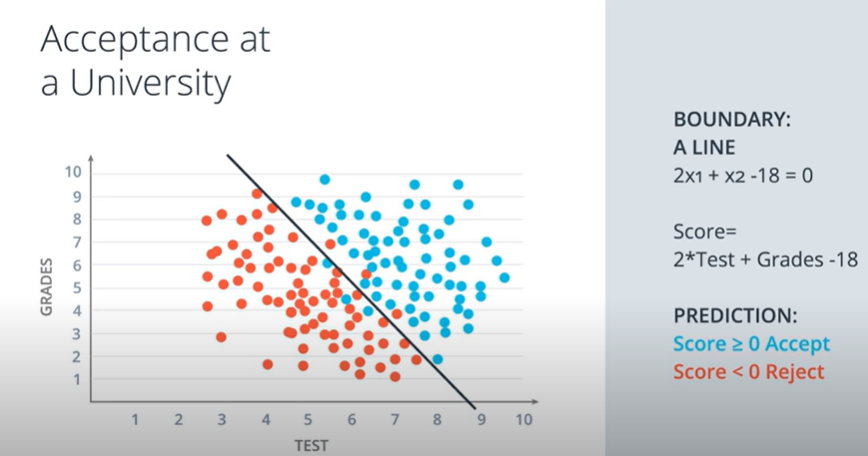 Acceptance at
a University
GRADES
10
9
8
7
6
5
4
3
2
1
1 2 3 4 5 6 7 8 9 10
TEST
BOUNDARY:
A LINE
2x1 + x2 -18 = 0
Score=
2*Test + Grades -18
PREDICTION:
Score ≥ 0 Accept
Score < 0 Reject